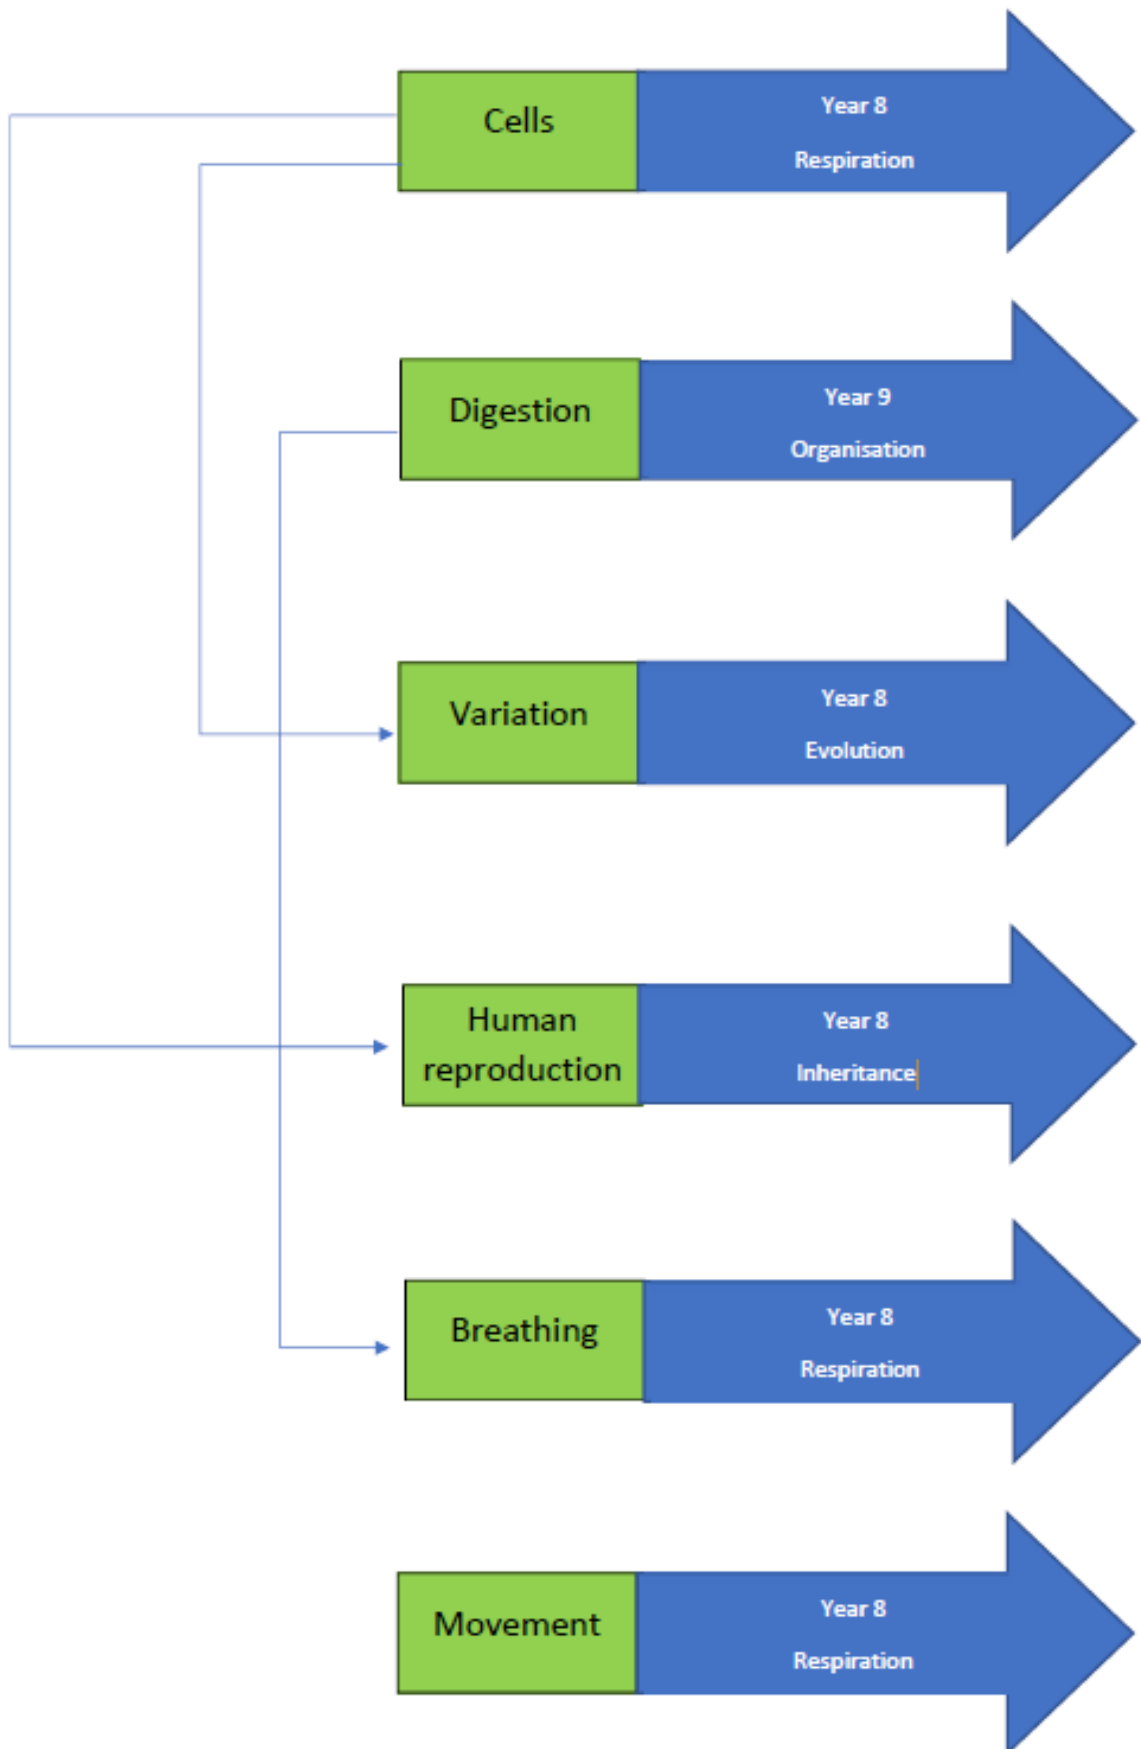 Cells
Year 8
Respiration
Digestion
Year 9
Organisation
Variation
Year 8
Evolution
Human
reproduction
Year 8
Inheritance
Breathing
Year 8
Respiration
Movement
Year 8
Respiration